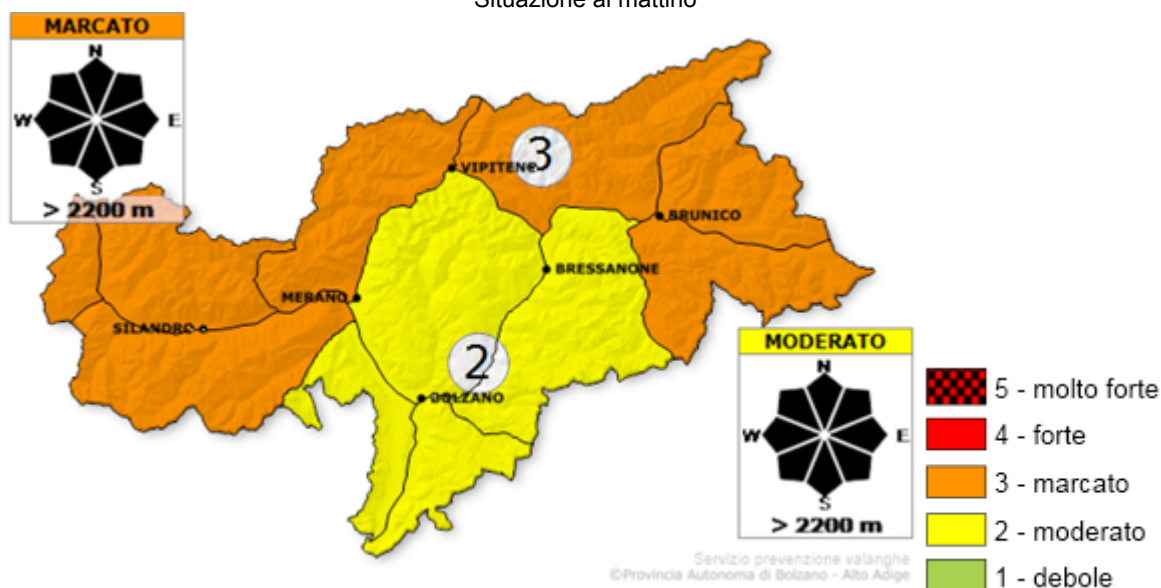 Situazione al mattino
MARCATO
N
W
E
S
> 2200 m
3
VIPITENO
BRUNICO
BRESSANONE
MERANO
SILANDRO
2
BOLZANO
MODERATO
N
W
E
S
> 2200 m
5 - molto forte
4 - forte
3 - marcato
2 - moderato
1 - debole
Servizio prevenzione valanghe
©Provincia Autonoma di Bolzano - Alto Adige